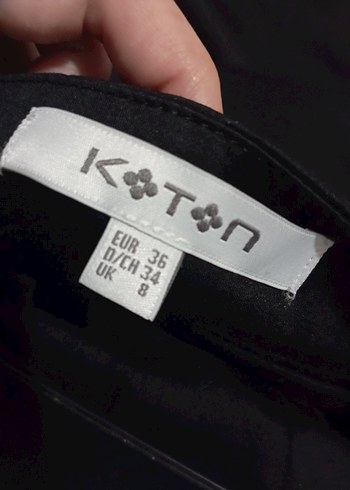 KOTON
EUR 36
D/CH 34
UK 8